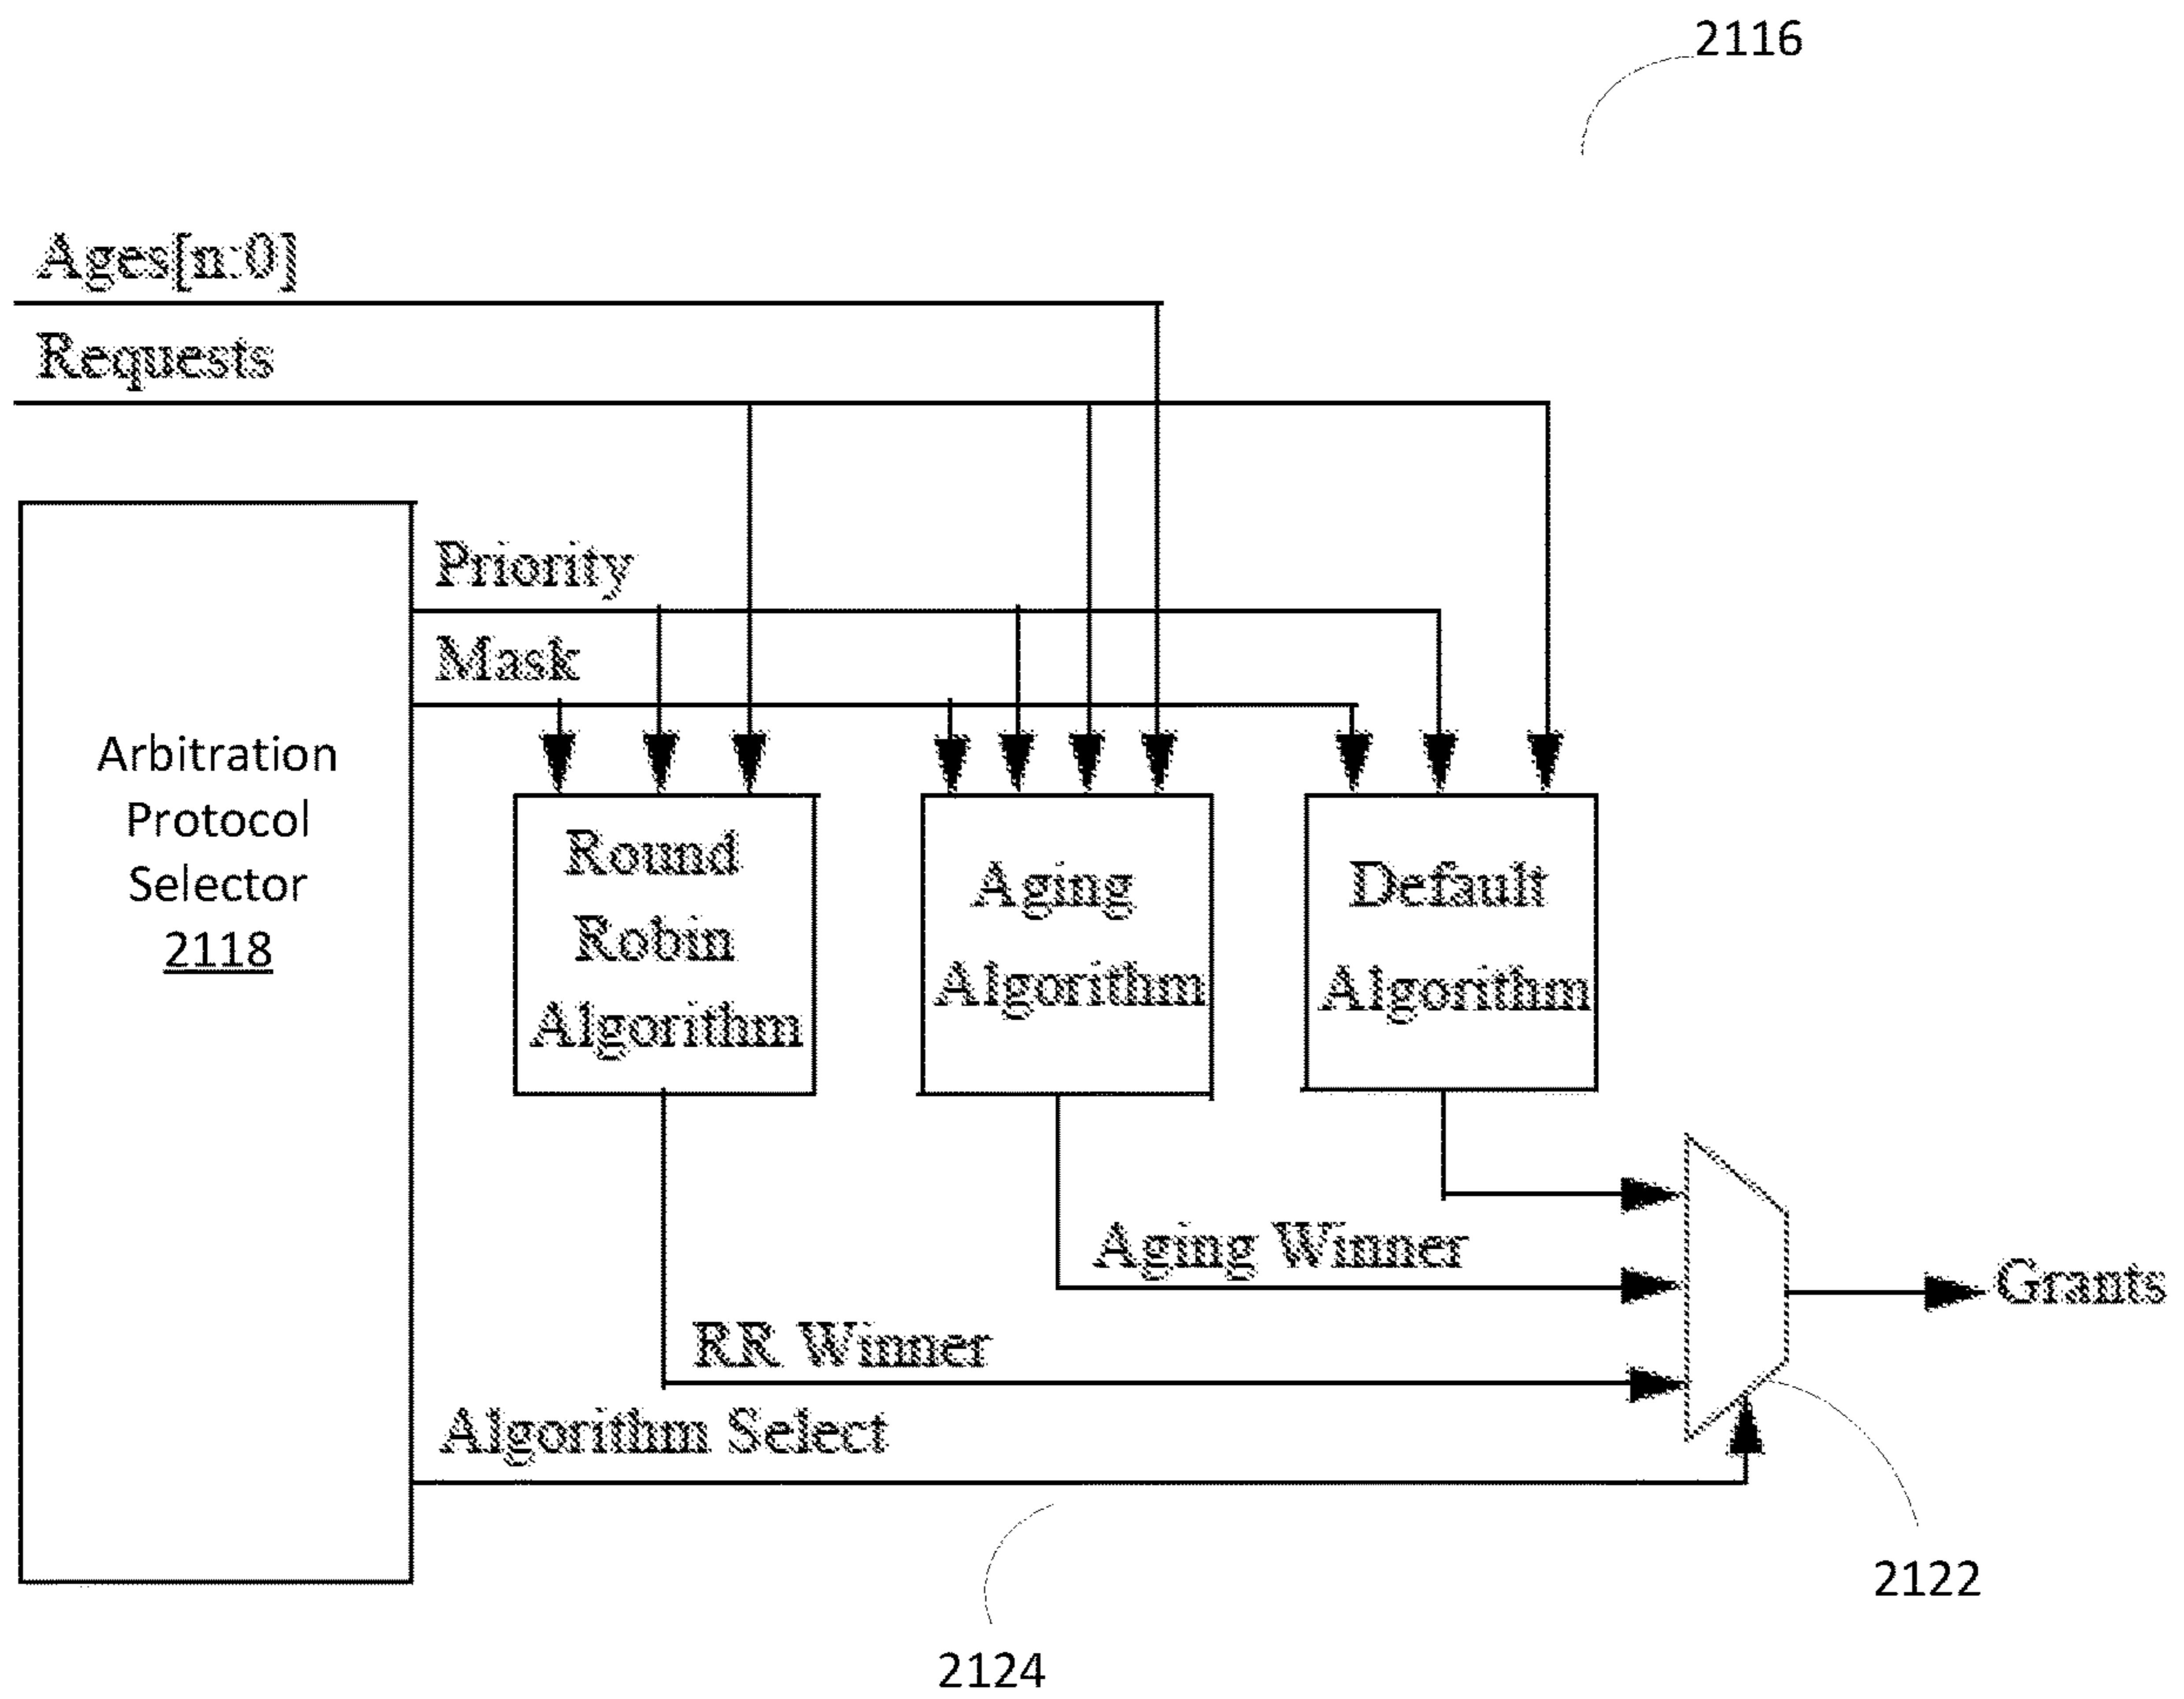 2116
Ages[n:0]
Requests
Priority
Mask
Arbitration
Protocol
Selector
2118
Round
Robin
Algorithm
Aging
Algorithm
Default
Algorithm
Aging Winner
Grants
RR Winner
Algorithm Select
2122
2124